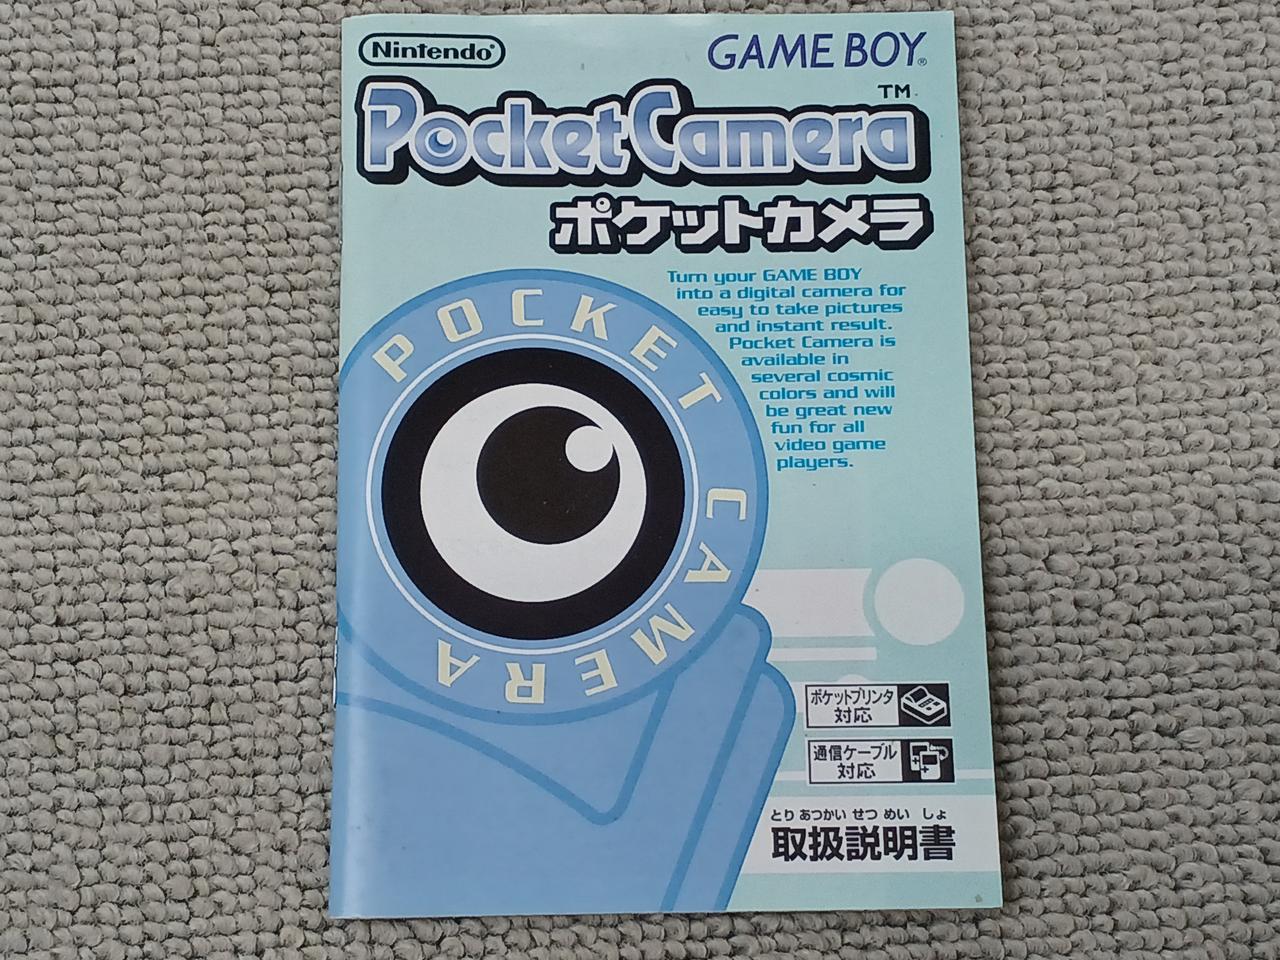 Nintendo®
GAME BOY®
Pocket Camera™
ポケットカメラ
Turn your GAME BOY
into a digital camera for
easy to take pictures
and instant result.
Pocket Camera is
available in
several cosmic
colors and will
be great new
fun for all
video game
players.
POCKET CAMERA
ポケットプリンタ
対応
通信ケーブル
対応
とり あつかい せつ めい しょ
取扱説明書